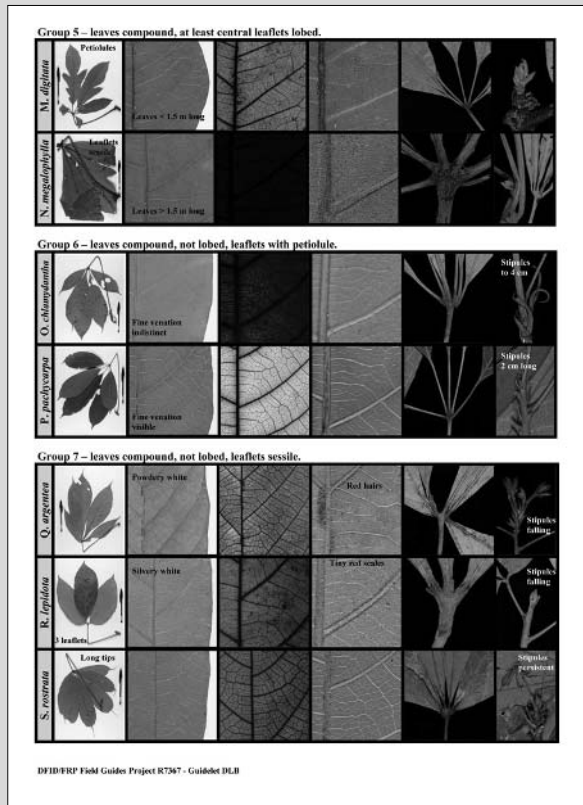 Group 5 – leaves compound, at least central leaflets lobed.
M. digitata
Petiolules
Leaves < 1.5 m long
N. megalophylla
Leaflets
Leaves > 1.5 m long
Group 6 – leaves compound, not lobed, leaflets with petiolule.
O. chlamydantha
Fine venation
indistinct
Stipules
to 4 cm
P. pachycarpa
Fine venation
visible
Stipules
2 cm long
Group 7 – leaves compound, not lobed, leaflets sessile.
Q. argentea
Powdery white
Red hairs
Stipules
falling
R. lepidota
3 leaflets
Silvery white
Tiny red scales
Stipules
falling
S. rostrata
Long tips
Stipules
persistent
DFID/FRP Field Guides Project R7367 - Guidelet DLB